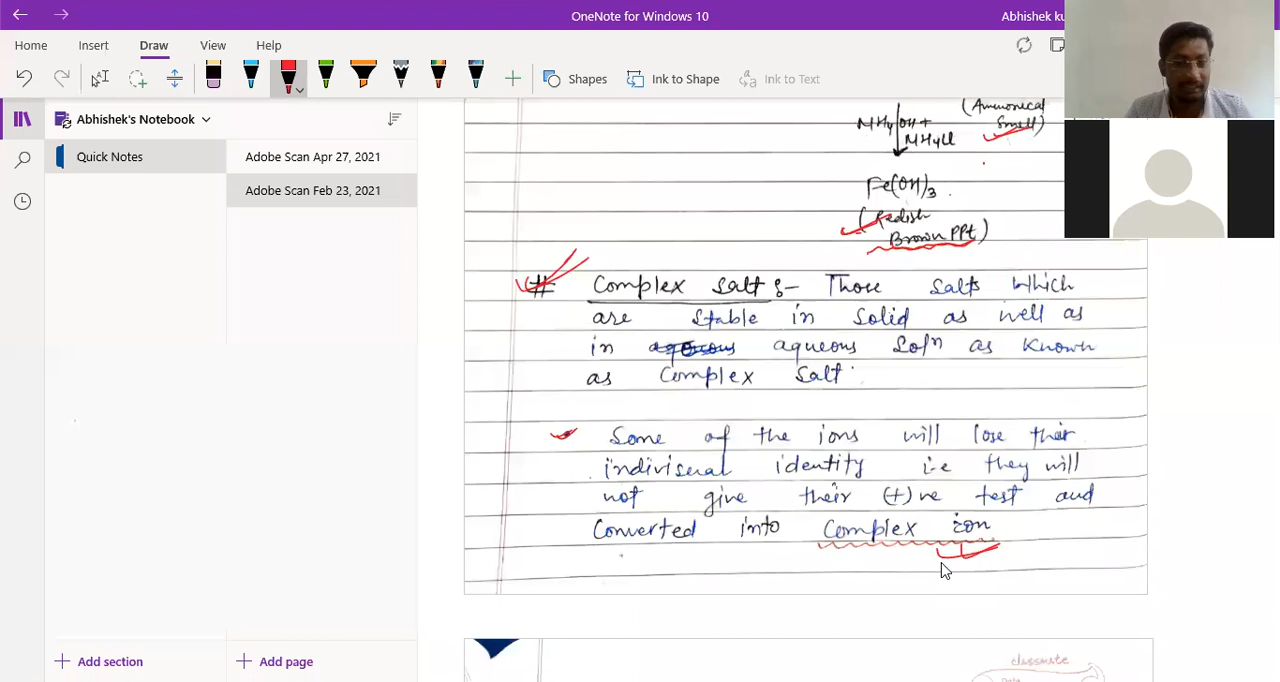 OneNote for Windows 10
Abhishek ku
Home
Insert
Draw
View
Help
Shapes
Ink to Shape
Ink to Text
Abhishek's Notebook
Quick Notes
Adobe Scan Apr 27, 2021
Adobe Scan Feb 23, 2021
(Ammonical
Smell)
NH4OH +
NH4Cl
Fe(OH)3
(Redish
Brown PPt)
# Complex Salt :- Those Salts Which
are Stable in Solid as well as
in aqueous Sol^n as Known
as Complex Salt.
Some of the ions will lose their
indivisual identity i.e they will
not give their (+)ve test and
Converted into Complex ion
classmate
Add section
Add page